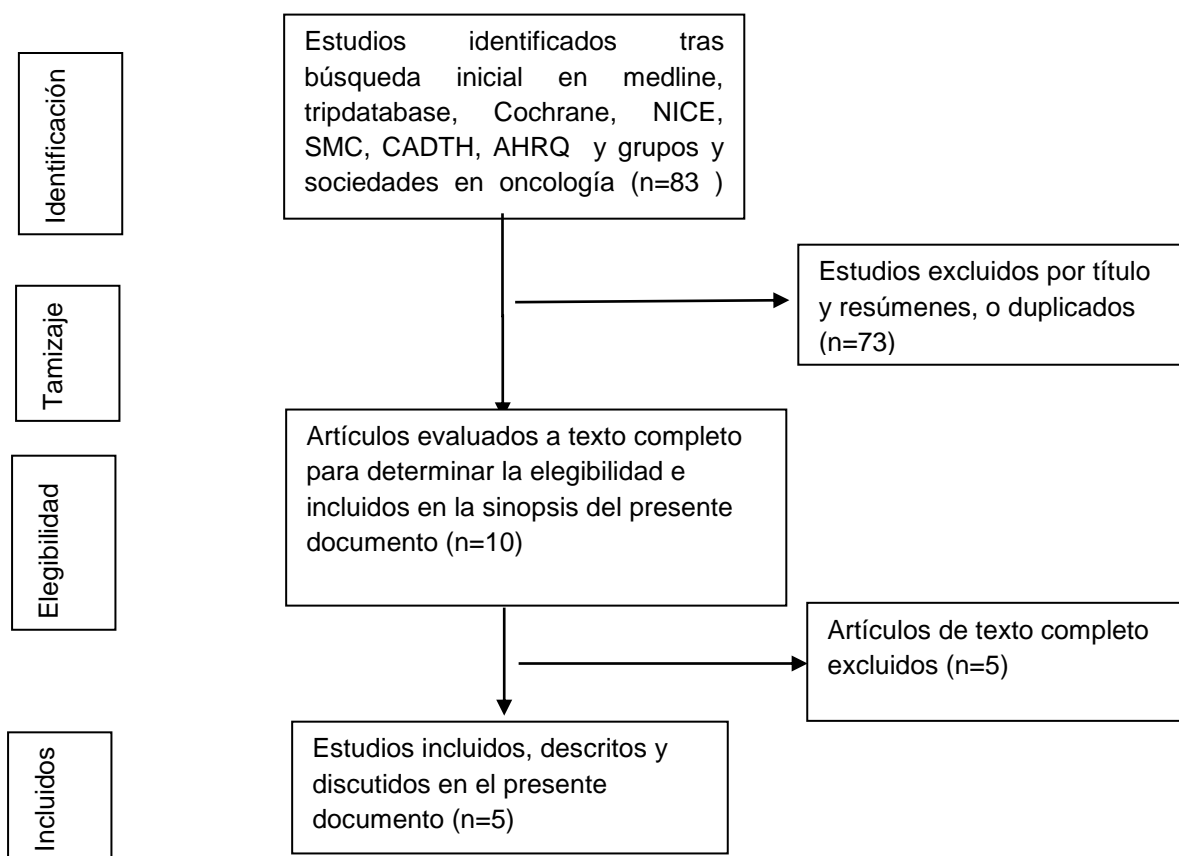 Identificación
Estudios identificados tras
búsqueda inicial en medline,
tripdatabase, Cochrane, NICE,
SMC, CADTH, AHRQ y grupos y
sociedades en oncología (n=83 )
Tamizaje
Estudios excluidos por título
y resúmenes, o duplicados
(n=73)
Elegibilidad
Artículos evaluados a texto completo
para determinar la elegibilidad e
incluidos en la sinopsis del presente
documento (n=10)
Artículos de texto completo
excluidos (n=5)
Incluidos
Estudios incluidos, descritos y
discutidos en el presente
documento (n=5)